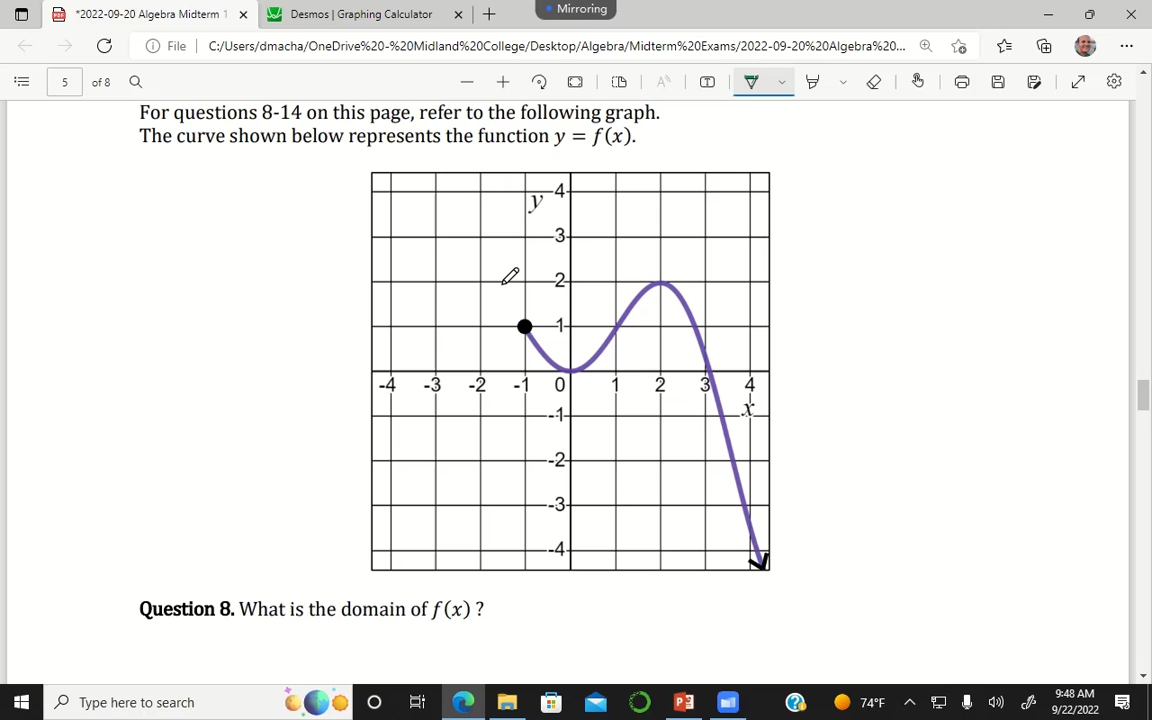 Mirroring
*2022-09-20 Algebra Midterm
Desmos | Graphing Calculator
File
C:/Users/dmacha/OneDrive%20-%20Midland%20College/Desktop/Algebra/Midterm%20Exams/2022-09-20%20Algebra%20...
5 of 8
For questions 8-14 on this page, refer to the following graph.
The curve shown below represents the function y = f(x).
4
y
3
2
1
-4 -3 -2 -1 0 1 2 3 4
x
-1
-2
-3
-4
Question 8. What is the domain of f(x) ?
Type here to search
74°F
9:48 AM
9/22/2022